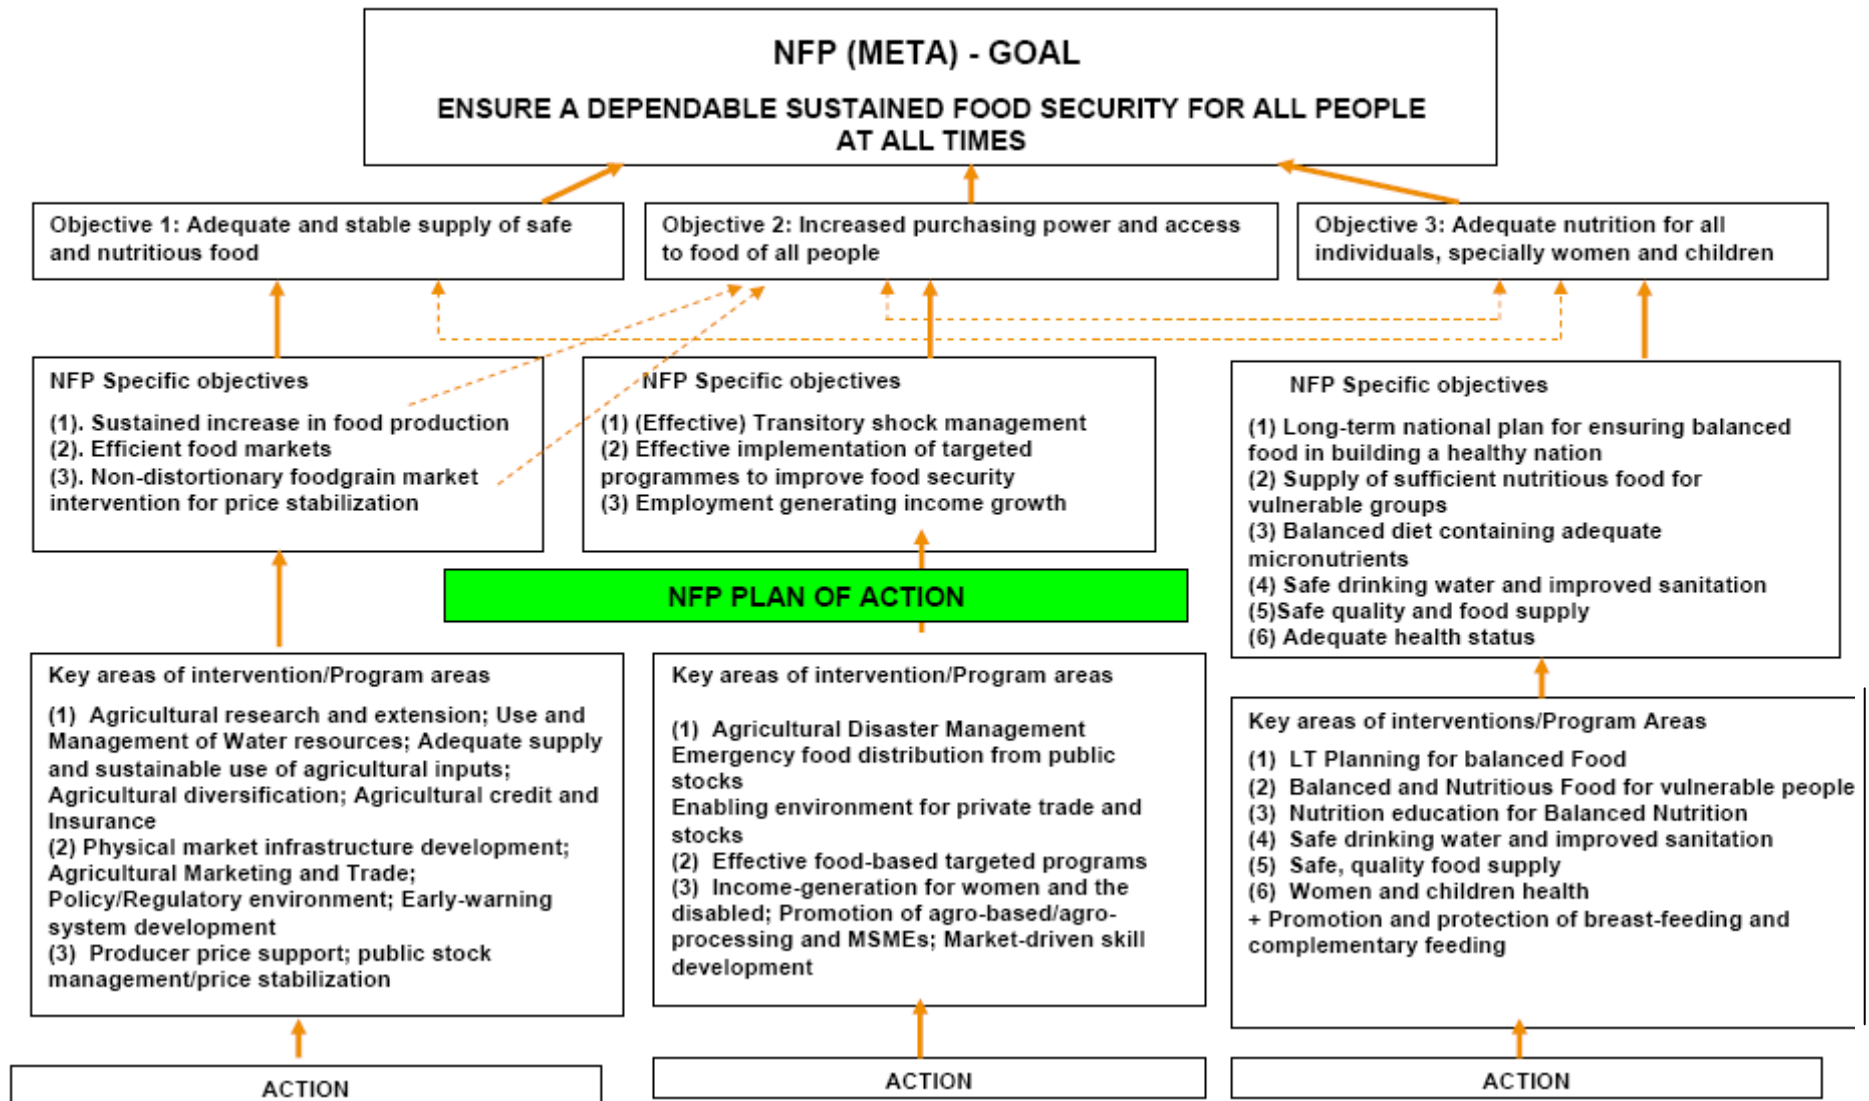 NFP (META) - GOAL
ENSURE A DEPENDABLE SUSTAINED FOOD SECURITY FOR ALL PEOPLE
AT ALL TIMES
Objective 1: Adequate and stable supply of safe
and nutritious food
Objective 2: Increased purchasing power and access
to food of all people
Objective 3: Adequate nutrition for all
individuals, specially women and children
NFP Specific objectives
(1). Sustained increase in food production
(2). Efficient food markets
(3). Non-distortionary foodgrain market
intervention for price stabilization
NFP Specific objectives
(1) (Effective) Transitory shock management
(2) Effective implementation of targeted
programmes to improve food security
(3) Employment generating income growth
NFP Specific objectives
(1) Long-term national plan for ensuring balanced
food in building a healthy nation
(2) Supply of sufficient nutritious food for
vulnerable groups
(3) Balanced diet containing adequate
micronutrients
(4) Safe drinking water and improved sanitation
(5)Safe quality and food supply
(6) Adequate health status
NFP PLAN OF ACTION
Key areas of intervention/Program areas
(1) Agricultural research and extension; Use and
Management of Water resources; Adequate supply
and sustainable use of agricultural inputs;
Agricultural diversification; Agricultural credit and
Insurance
(2) Physical market infrastructure development;
Agricultural Marketing and Trade;
Policy/Regulatory environment; Early-warning
system development
(3) Producer price support; public stock
management/price stabilization
Key areas of intervention/Program areas
(1) Agricultural Disaster Management
Emergency food distribution from public
stocks
Enabling environment for private trade and
stocks
(2) Effective food-based targeted programs
(3) Income-generation for women and the
disabled; Promotion of agro-based/agro-
processing and MSMEs; Market-driven skill
development
Key areas of interventions/Program Areas
(1) LT Planning for balanced Food
(2) Balanced and Nutritious Food for vulnerable people
(3) Nutrition education for Balanced Nutrition
(4) Safe drinking water and improved sanitation
(5) Safe, quality food supply
(6) Women and children health
+ Promotion and protection of breast-feeding and
complementary feeding
ACTION
ACTION
ACTION